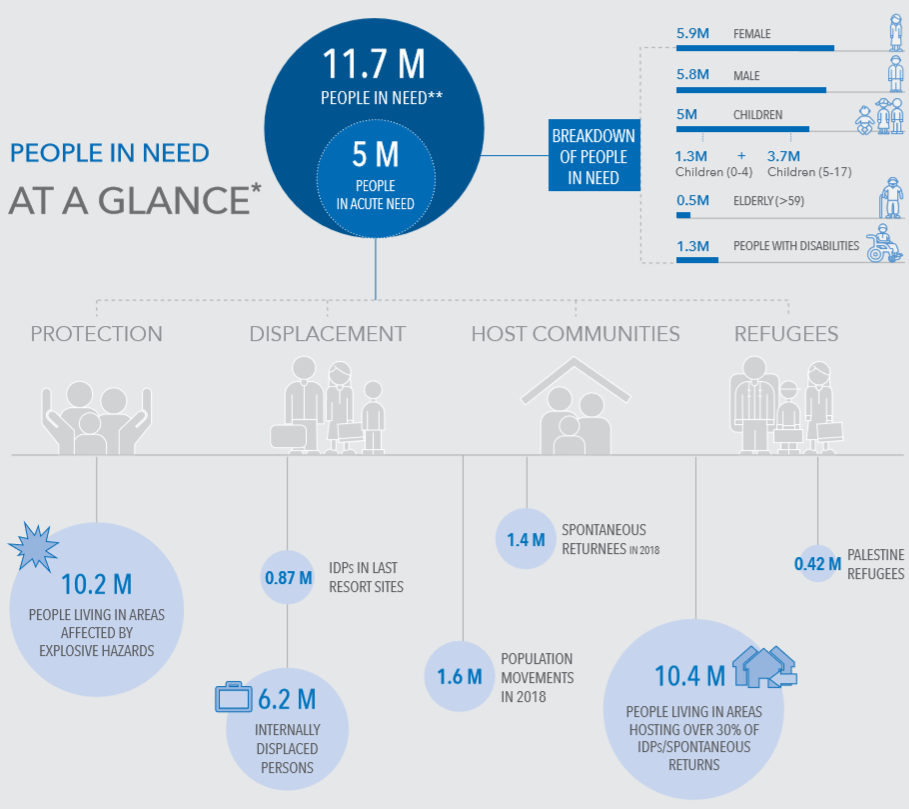 PEOPLE IN NEED
AT A GLANCE*
11.7 M
PEOPLE IN NEED**
5 M
PEOPLE
IN ACUTE NEED
BREAKDOWN
OF PEOPLE
IN NEED
5.9M FEMALE
5.8M MALE
5M CHILDREN
1.3M + 3.7M
Children (0-4) Children (5-17)
0.5M ELDERLY (>59)
1.3M PEOPLE WITH DISABILITIES
PROTECTION DISPLACEMENT HOST COMMUNITIES REFUGEES
10.2 M
PEOPLE LIVING IN AREAS
AFFECTED BY
EXPLOSIVE HAZARDS
0.87 M
IDPs IN LAST
RESORT SITES
6.2 M
INTERNALLY
DISPLACED
PERSONS
1.4 M
SPONTANEOUS
RETURNEES IN 2018
1.6 M
POPULATION
MOVEMENTS
IN 2018
10.4 M
PEOPLE LIVING IN AREAS
HOSTING OVER 30% OF
IDPs/SPONTANEOUS
RETURNS
0.42 M
PALESTINE
REFUGEES